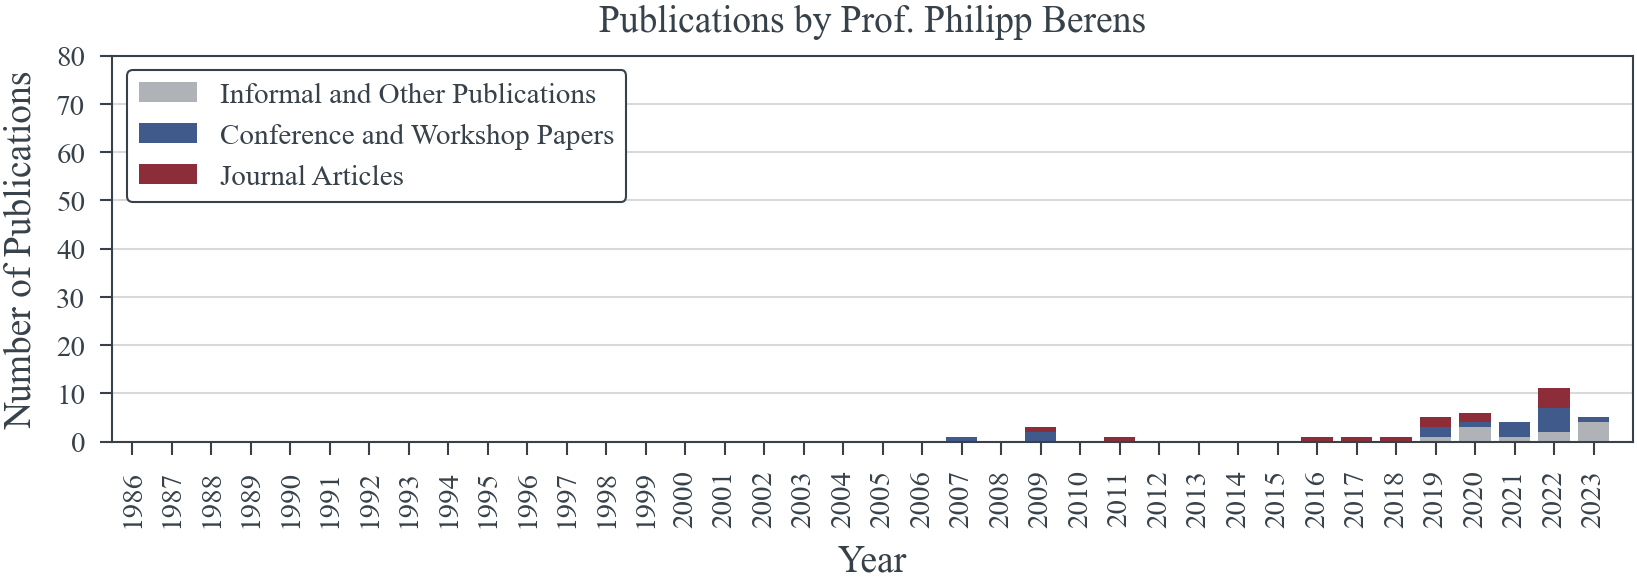 Publications by Prof. Philipp Berens
Number of Publications
80
70
60
50
40
30
20
10
0
Informal and Other Publications
Conference and Workshop Papers
Journal Articles
1986 1987 1988 1989 1990 1991 1992 1993 1994 1995 1996 1997 1998 1999 2000 2001 2002 2003 2004 2005 2006 2007 2008 2009 2010 2011 2012 2013 2014 2015 2016 2017 2018 2019 2020 2021 2022 2023
Year